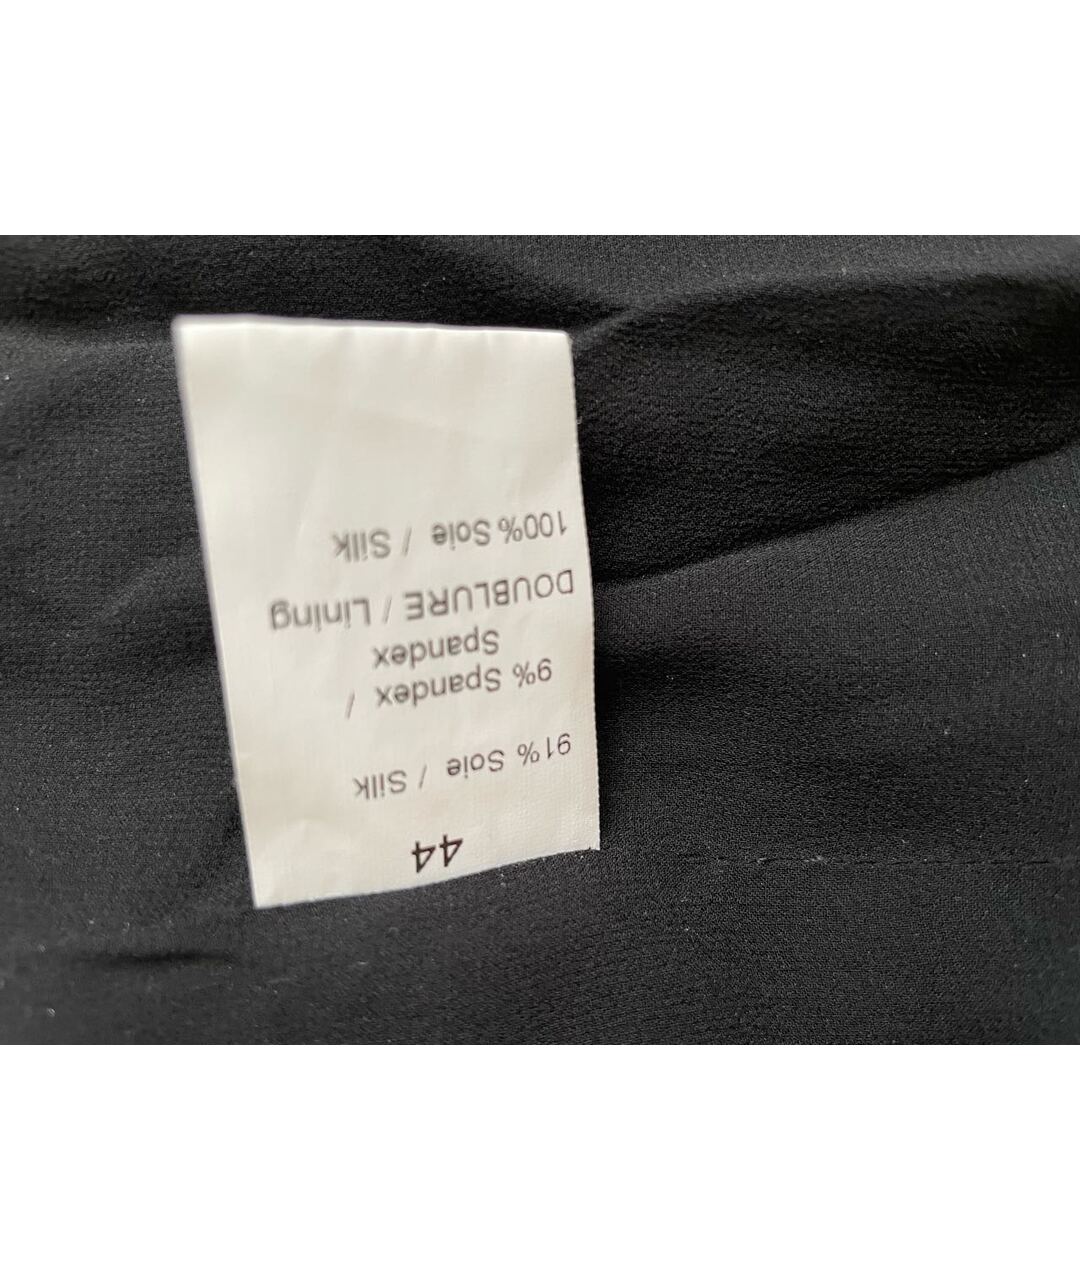 44
91% Soie / Silk
9% Spandex /
Spandex
DOUBLURE / Lining
100% Soie / Silk